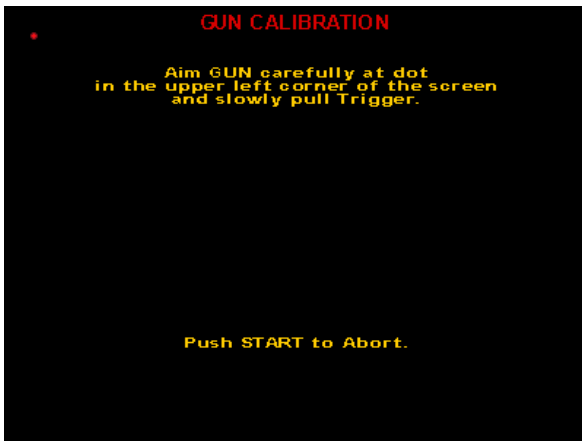 GUN CALIBRATION
Aim GUN carefully at dot
in the upper left corner of the screen
and slowly pull Trigger.
Push START to Abort.